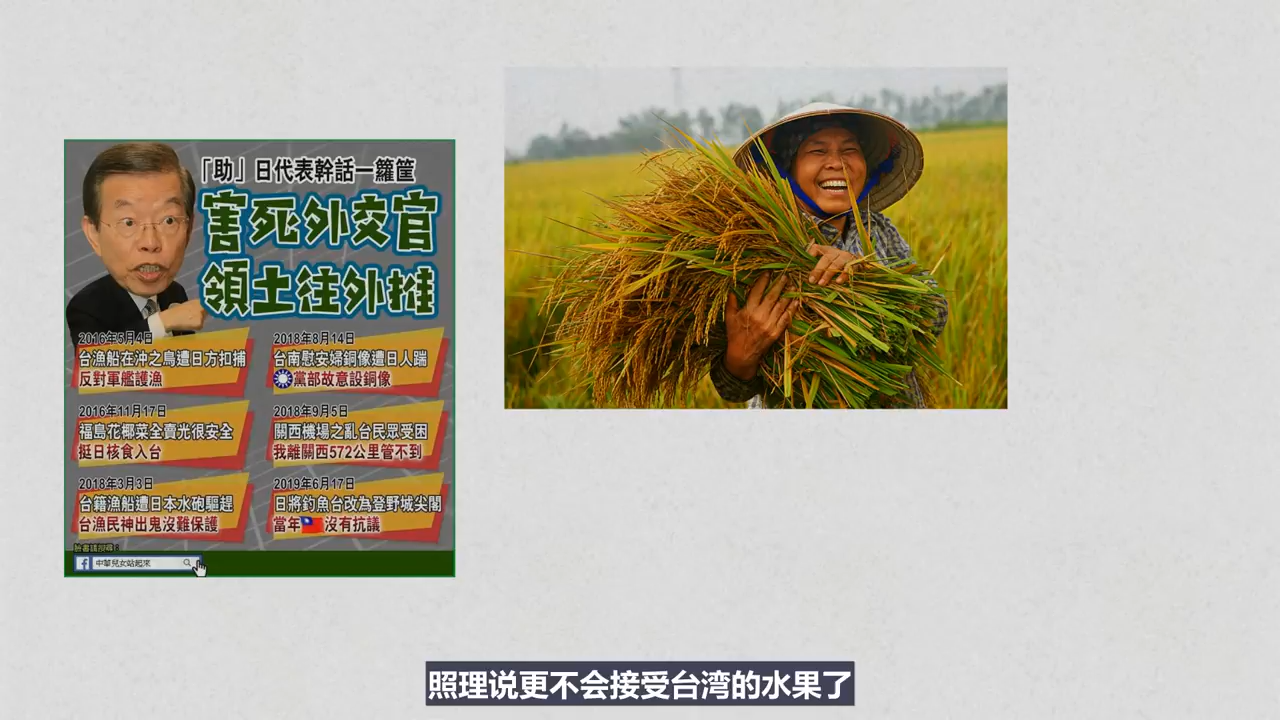 「助」日代表幹話一籮筐
害死外交官
領土往外推
2016年5月4日
台漁船在沖之鳥遭日方扣捕
反對軍艦護漁
2018年8月14日
台南慰安婦銅像遭日人踹
黨部故意設銅像
2016年11月17日
福島花椰菜全賣光很安全
挺日核食入台
2018年9月5日
關西機場之亂台民眾受困
我離關西572公里管不到
2018年3月3日
台籍漁船遭日本水砲驅趕
台漁民神出鬼沒難保護
2019年6月17日
日將釣魚台改為登野城尖閣
當年沒有抗議
臉書請搜尋：
中華兒女站起來
照理说更不会接受台湾的水果了